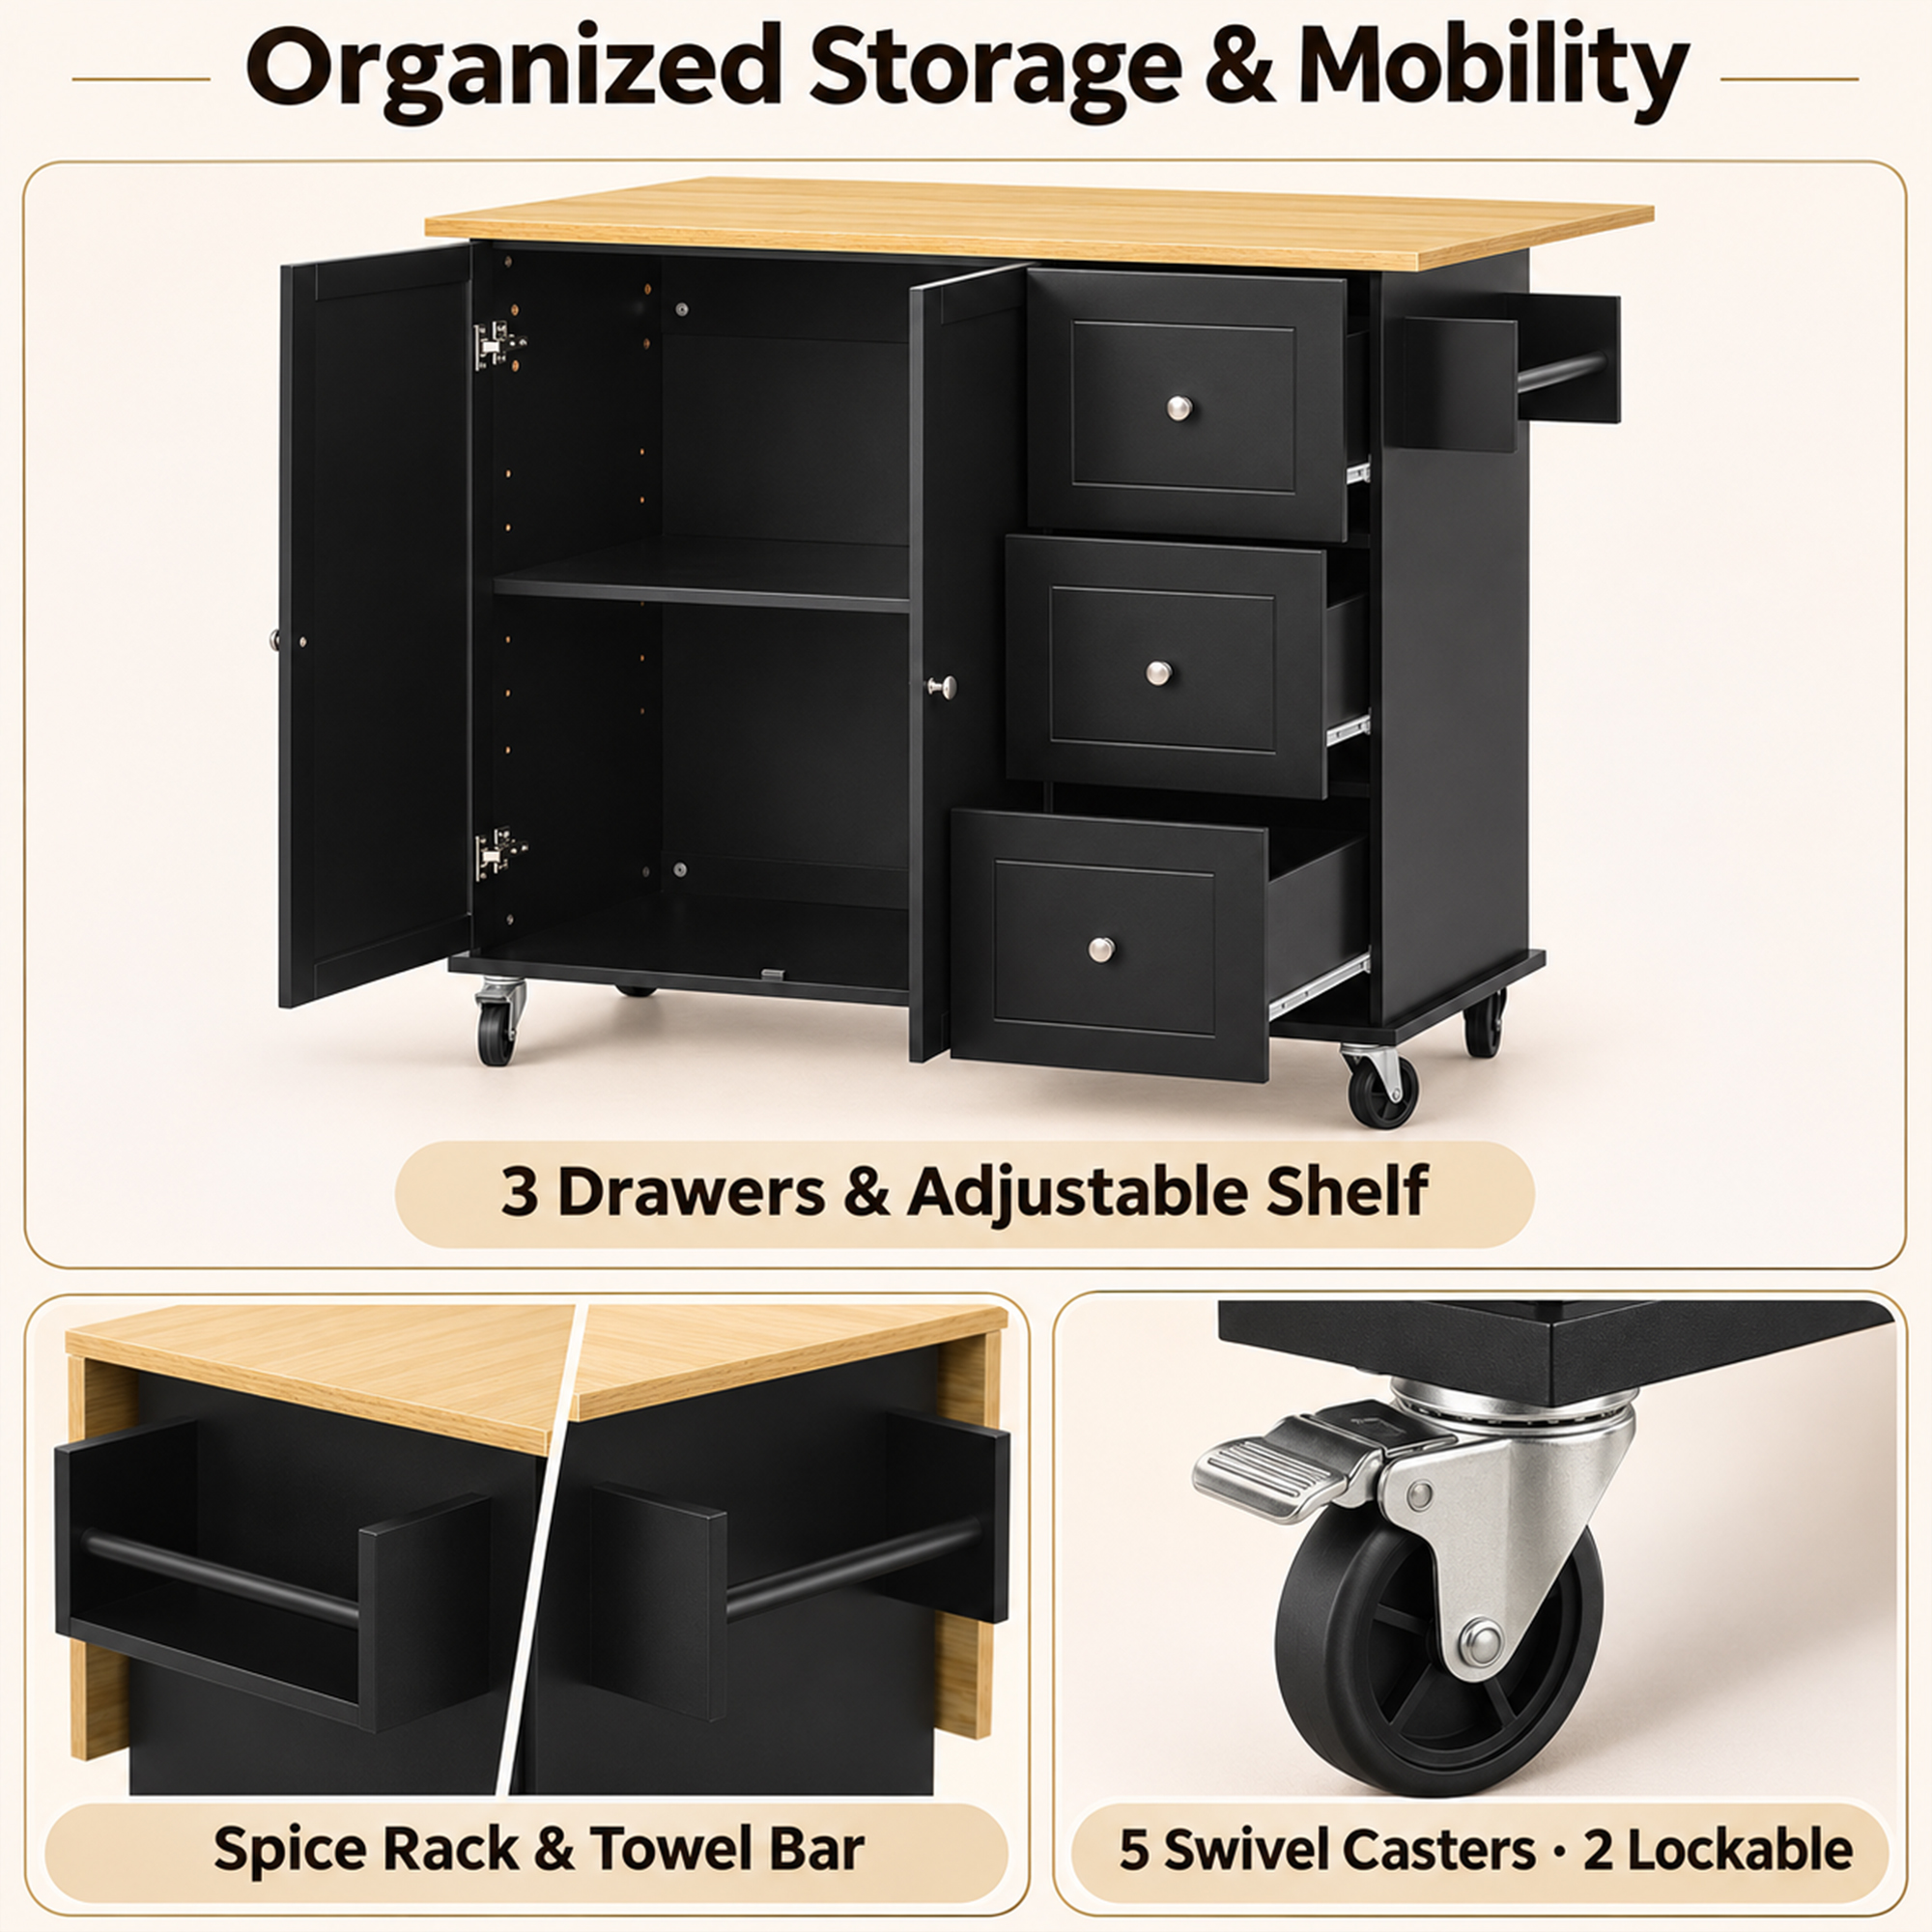 Organized Storage & Mobility
3 Drawers & Adjustable Shelf
Spice Rack & Towel Bar
5 Swivel Casters · 2 Lockable